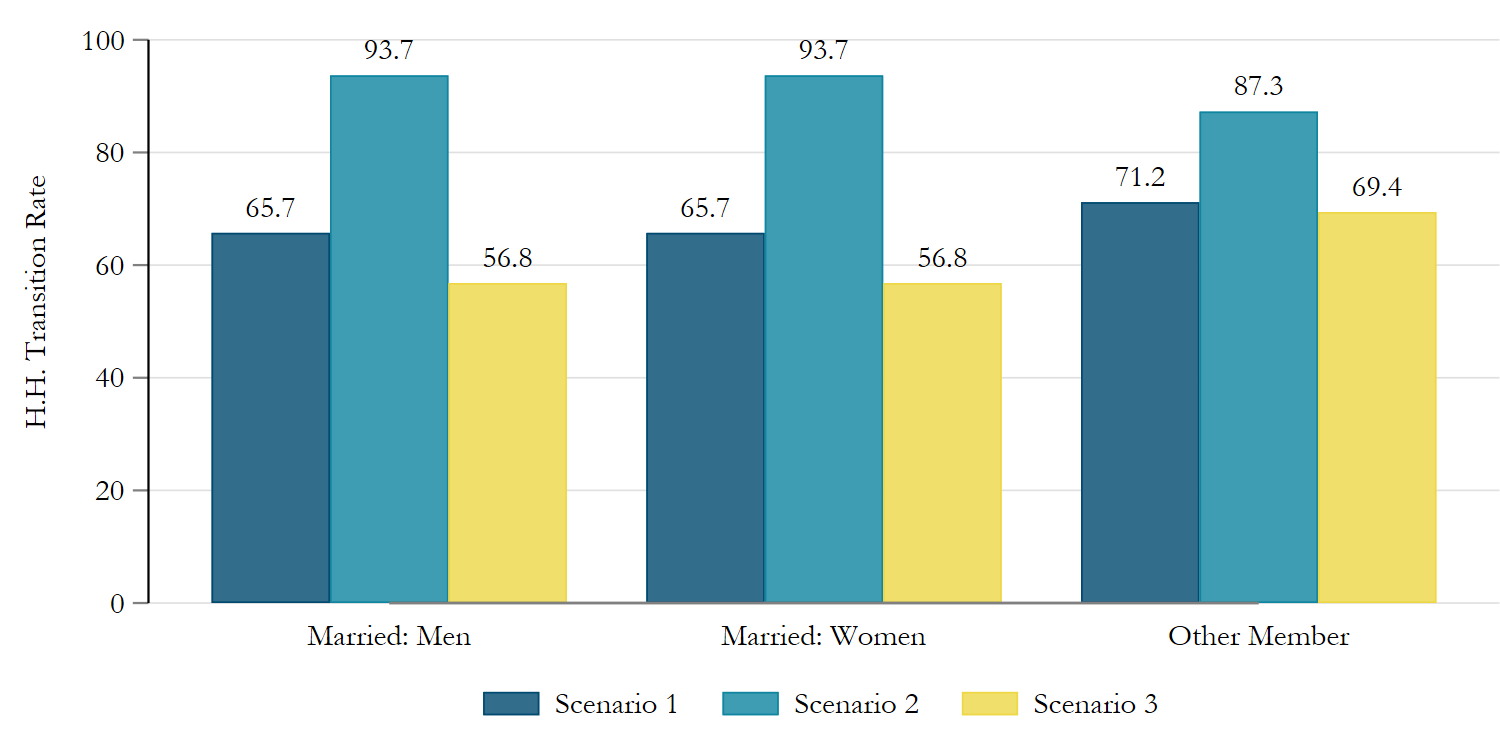 H.H. Transition Rate
100
80
60
40
20
0
65.7
93.7
56.8
65.7
93.7
56.8
71.2
87.3
69.4
Married: Men
Married: Women
Other Member
Scenario 1
Scenario 2
Scenario 3